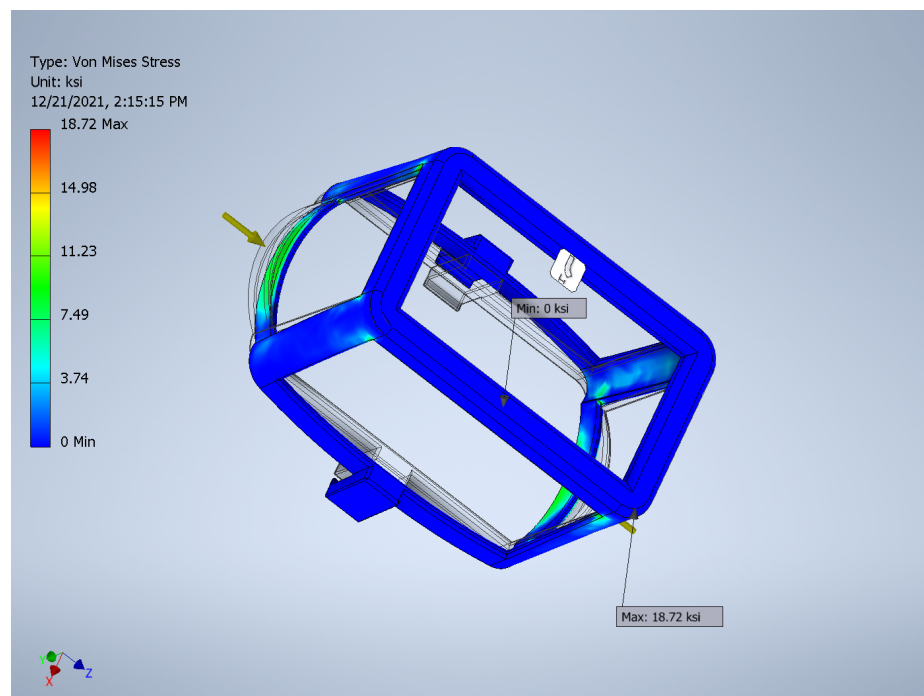 Type: Von Mises Stress
Unit: ksi
12/21/2021, 2:15:15 PM
18.72 Max
14.98
11.23
7.49
3.74
0 Min
Min: 0 ksi
Max: 18.72 ksi
Y
X
Z